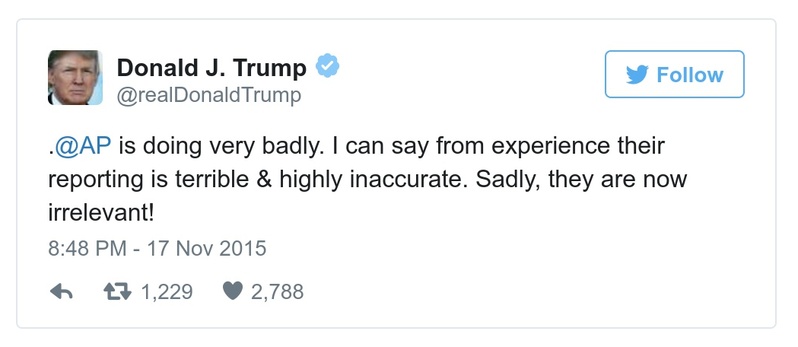 Donald J. Trump
@realDonaldTrump
Follow
.@AP is doing very badly. I can say from experience their
reporting is terrible & highly inaccurate. Sadly, they are now
irrelevant!
8:48 PM - 17 Nov 2015
1,229 2,788